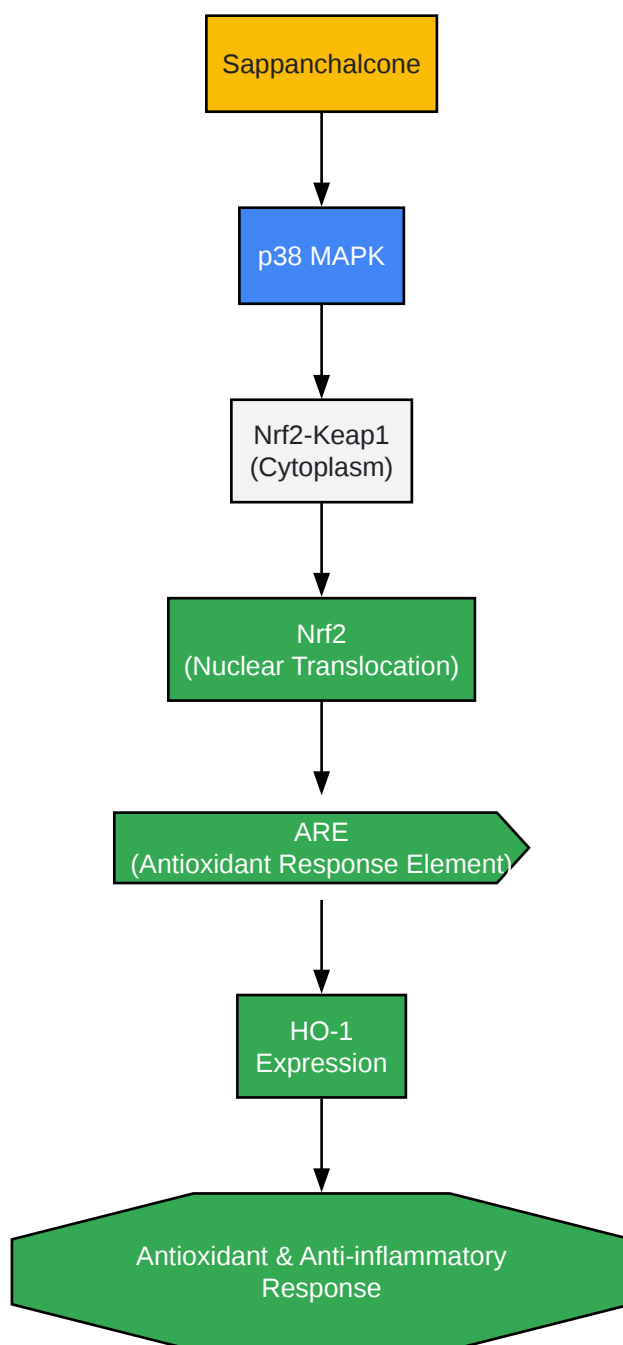 Sappanchalcone
p38 MAPK
Nrf2-Keap1
(Cytoplasm)
Nrf2
(Nuclear Translocation)
ARE
(Antioxidant Response Element)
HO-1
Expression
Antioxidant & Anti-inflammatory
Response